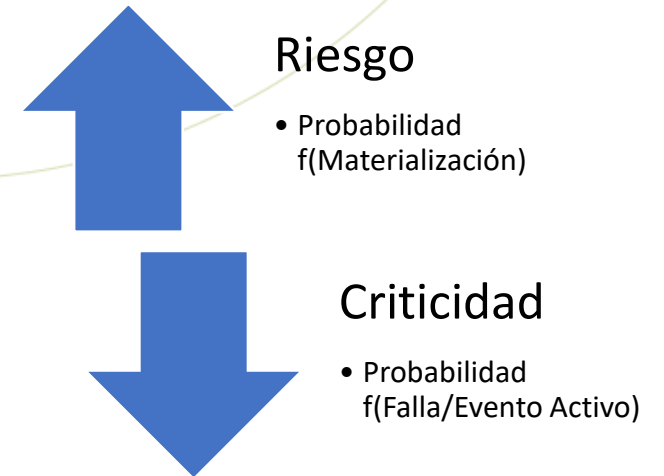 Riesgo
• Probabilidad
f(Materialización)
Criticidad
• Probabilidad
f(Falla/Evento Activo)